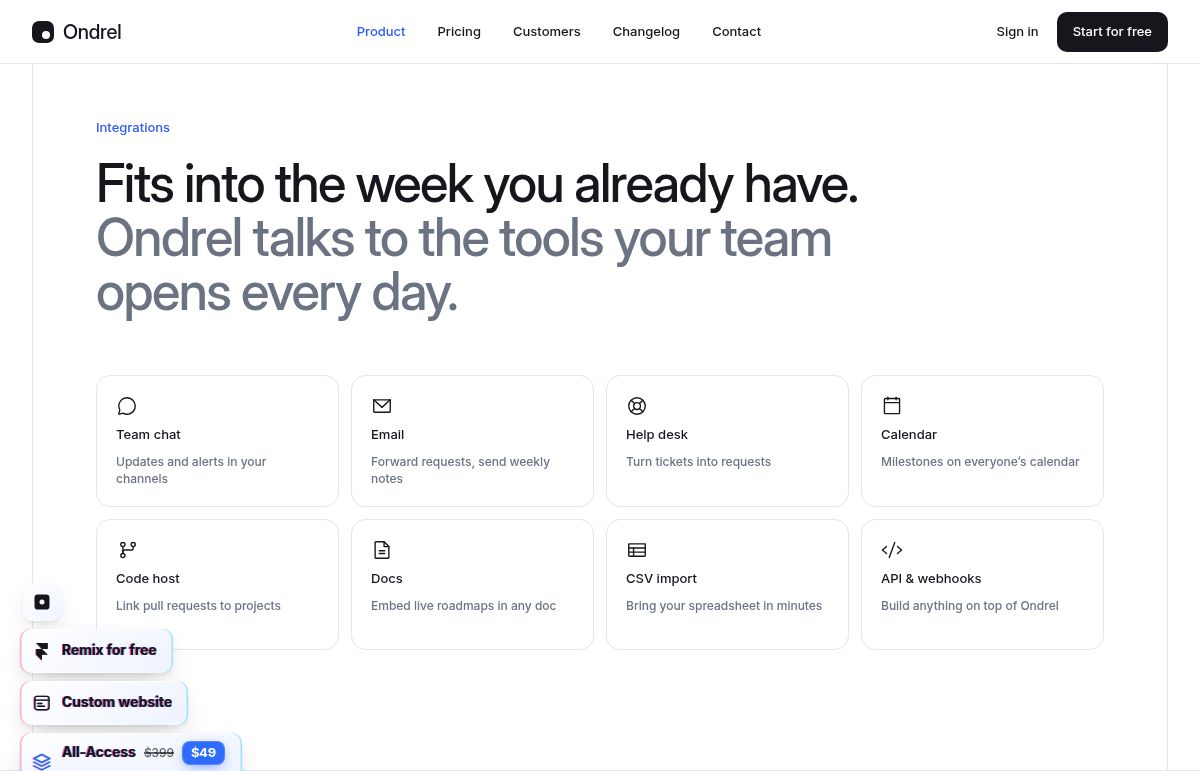 Ondrel
Product
Pricing
Customers
Changelog
Contact
Sign in
Start for free
Integrations
Fits into the week you already have.
Ondrel talks to the tools your team
opens every day.
Team chat
Updates and alerts in your
channels
Email
Forward requests, send weekly
notes
Help desk
Turn tickets into requests
Calendar
Milestones on everyone’s calendar
Code host
Link pull requests to projects
Docs
Embed live roadmaps in any doc
CSV import
Bring your spreadsheet in minutes
API & webhooks
Build anything on top of Ondrel
Remix for free
Custom website
All-Access $399 $49